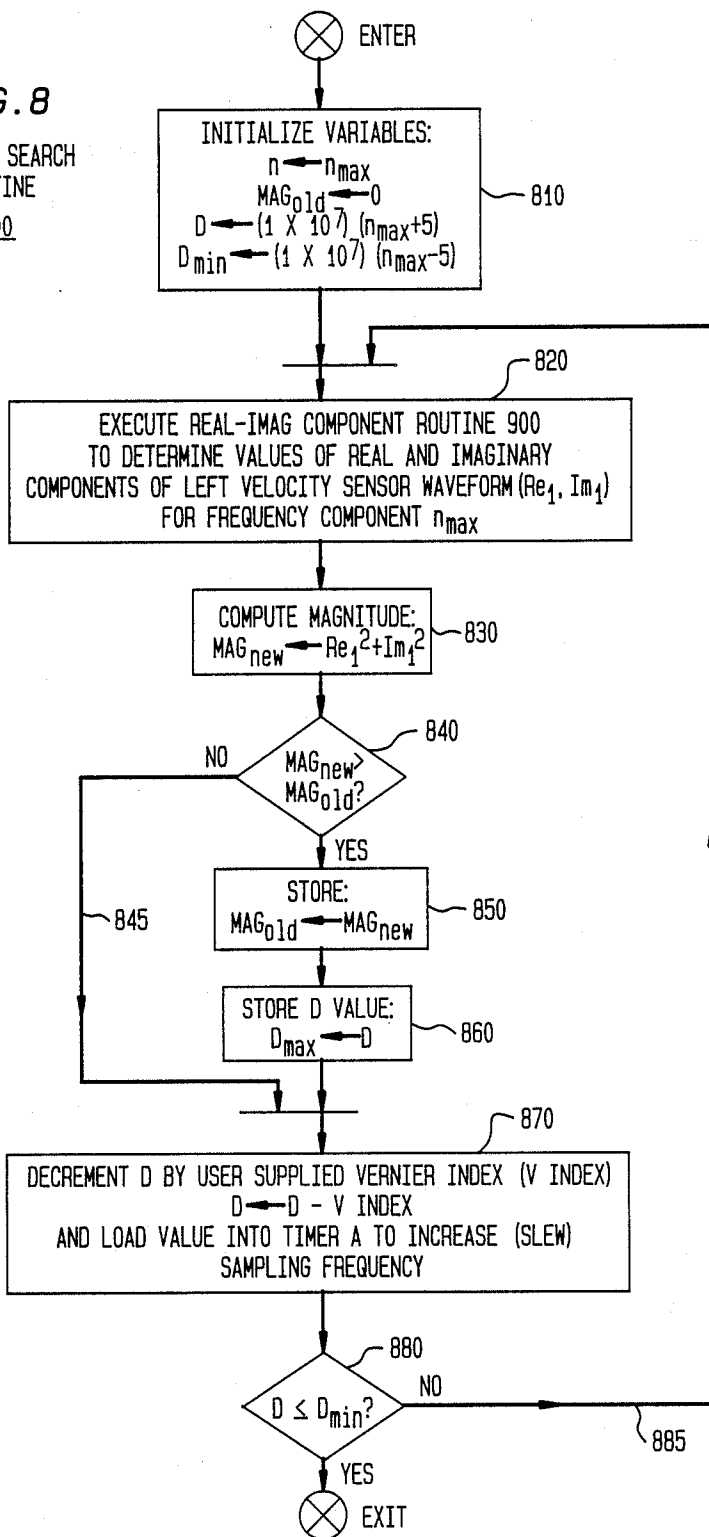 ENTER
G.8
SEARCH
TINE
0
INITIALIZE VARIABLES:
n ← n_max
MAG_old ← 0
D ← (1 X 10^7) (n_max+5)
D_min ← (1 X 10^7) (n_max-5)
810
820
EXECUTE REAL-IMAG COMPONENT ROUTINE 900
TO DETERMINE VALUES OF REAL AND IMAGINARY
COMPONENTS OF LEFT VELOCITY SENSOR WAVEFORM (Re_1, Im_1)
FOR FREQUENCY COMPONENT n_max
COMPUTE MAGNITUDE:
MAG_new ← Re_1^2+Im_1^2
830
840
NO
MAG_new >
MAG_old?
YES
845
STORE:
MAG_old ← MAG_new
850
STORE D VALUE:
D_max ← D
860
870
DECREMENT D BY USER SUPPLIED VERNIER INDEX (V INDEX)
D ← D - V INDEX
AND LOAD VALUE INTO TIMER A TO INCREASE (SLEW)
SAMPLING FREQUENCY
880
D ≤ D_min?
NO
885
YES
EXIT